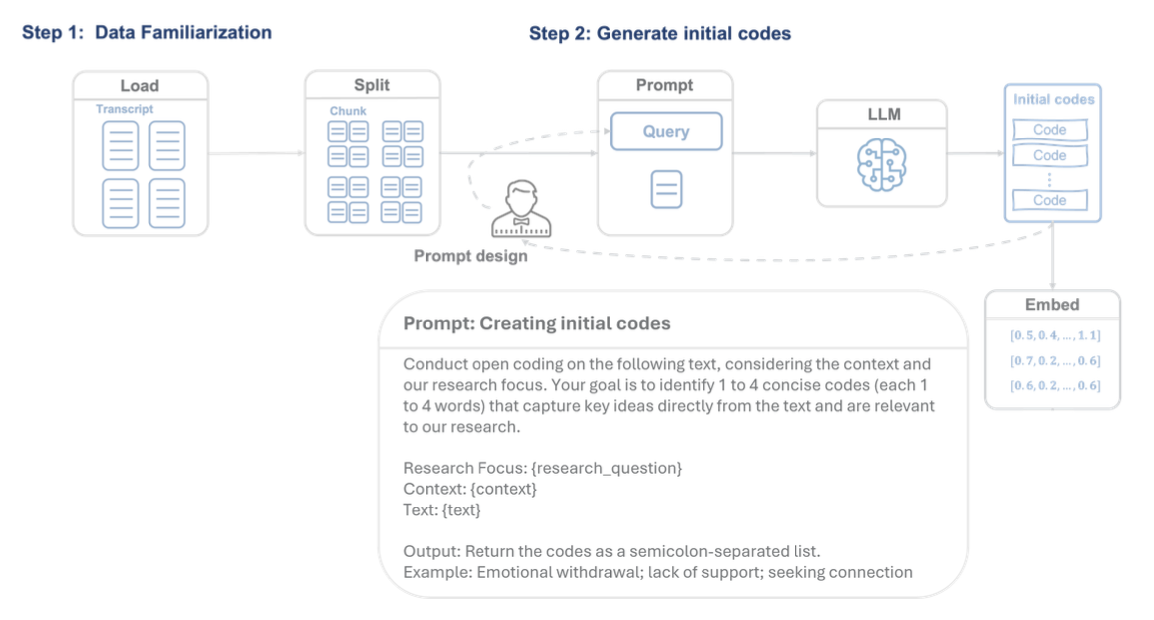 Step 1: Data Familiarization
Step 2: Generate initial codes
Load
Transcript
Split
Chunk
Prompt
Query
LLM
Initial codes
Code
Code
⋮
Code
Prompt design
Embed
[0.5, 0.4, ..., 1.1]
[0.7, 0.2, ..., 0.6]
[0.6, 0.2, ..., 0.6]
Prompt: Creating initial codes
Conduct open coding on the following text, considering the context and
our research focus. Your goal is to identify 1 to 4 concise codes (each 1
to 4 words) that capture key ideas directly from the text and are relevant
to our research.
Research Focus: {research_question}
Context: {context}
Text: {text}
Output: Return the codes as a semicolon-separated list.
Example: Emotional withdrawal; lack of support; seeking connection